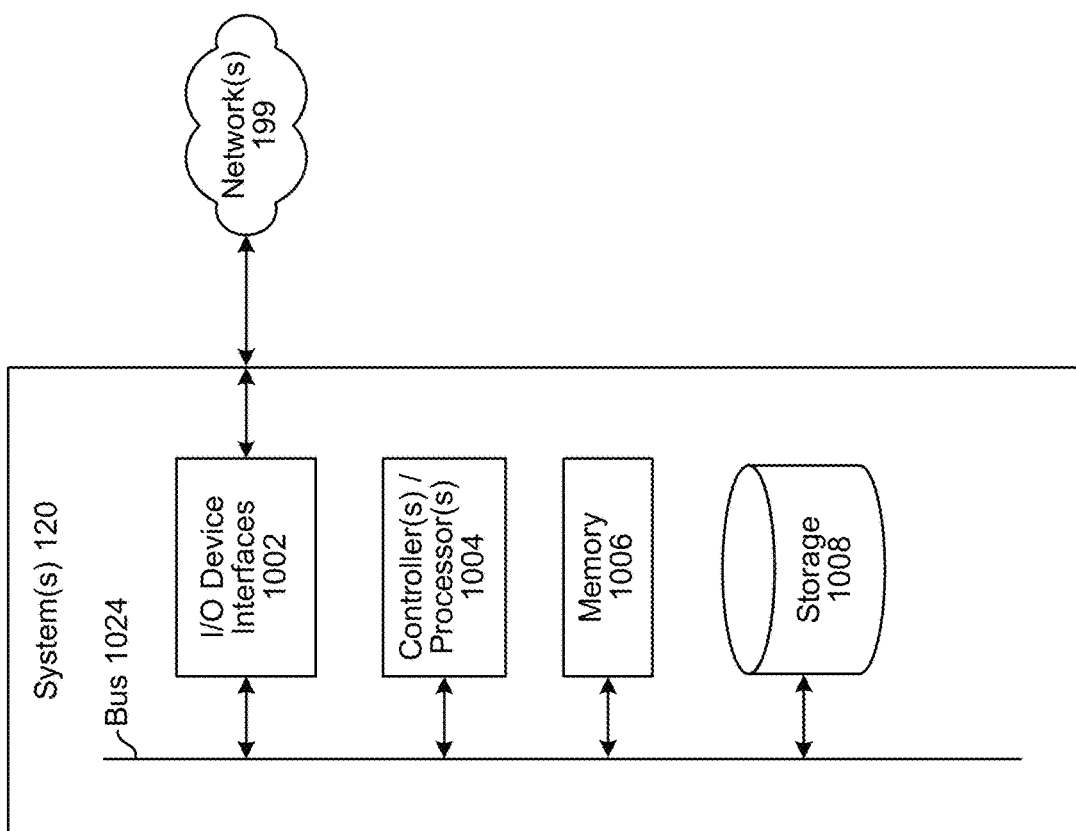 System(s) 120
Bus 1024
I/O Device
Interfaces
1002
Controller(s) /
Processor(s)
1004
Memory
1006
Storage
1008
Network(s)
199